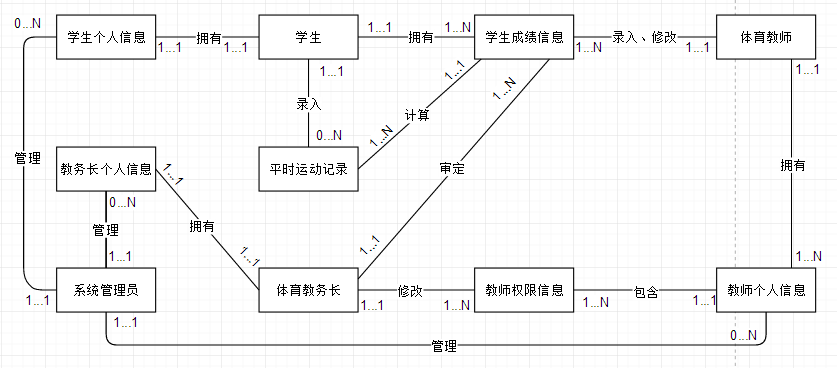 0...N 学生个人信息 1...1 拥有 1...1 学生 1...1 拥有 1...N 学生成绩信息 1...N 录入、修改 1...1 体育教师
1...1 1...1 1...N 1...1
录入 计算
管理 0...N 1...N
教务长个人信息 1...1 平时运动记录 审定 拥有
0...N
管理 拥有
1...1 1...1 1...1 1...N
1...1 系统管理员 体育教务长 1...1 修改 1...N 教师权限信息 1...N 包含 1...1 教师个人信息
1...1 管理 0...N